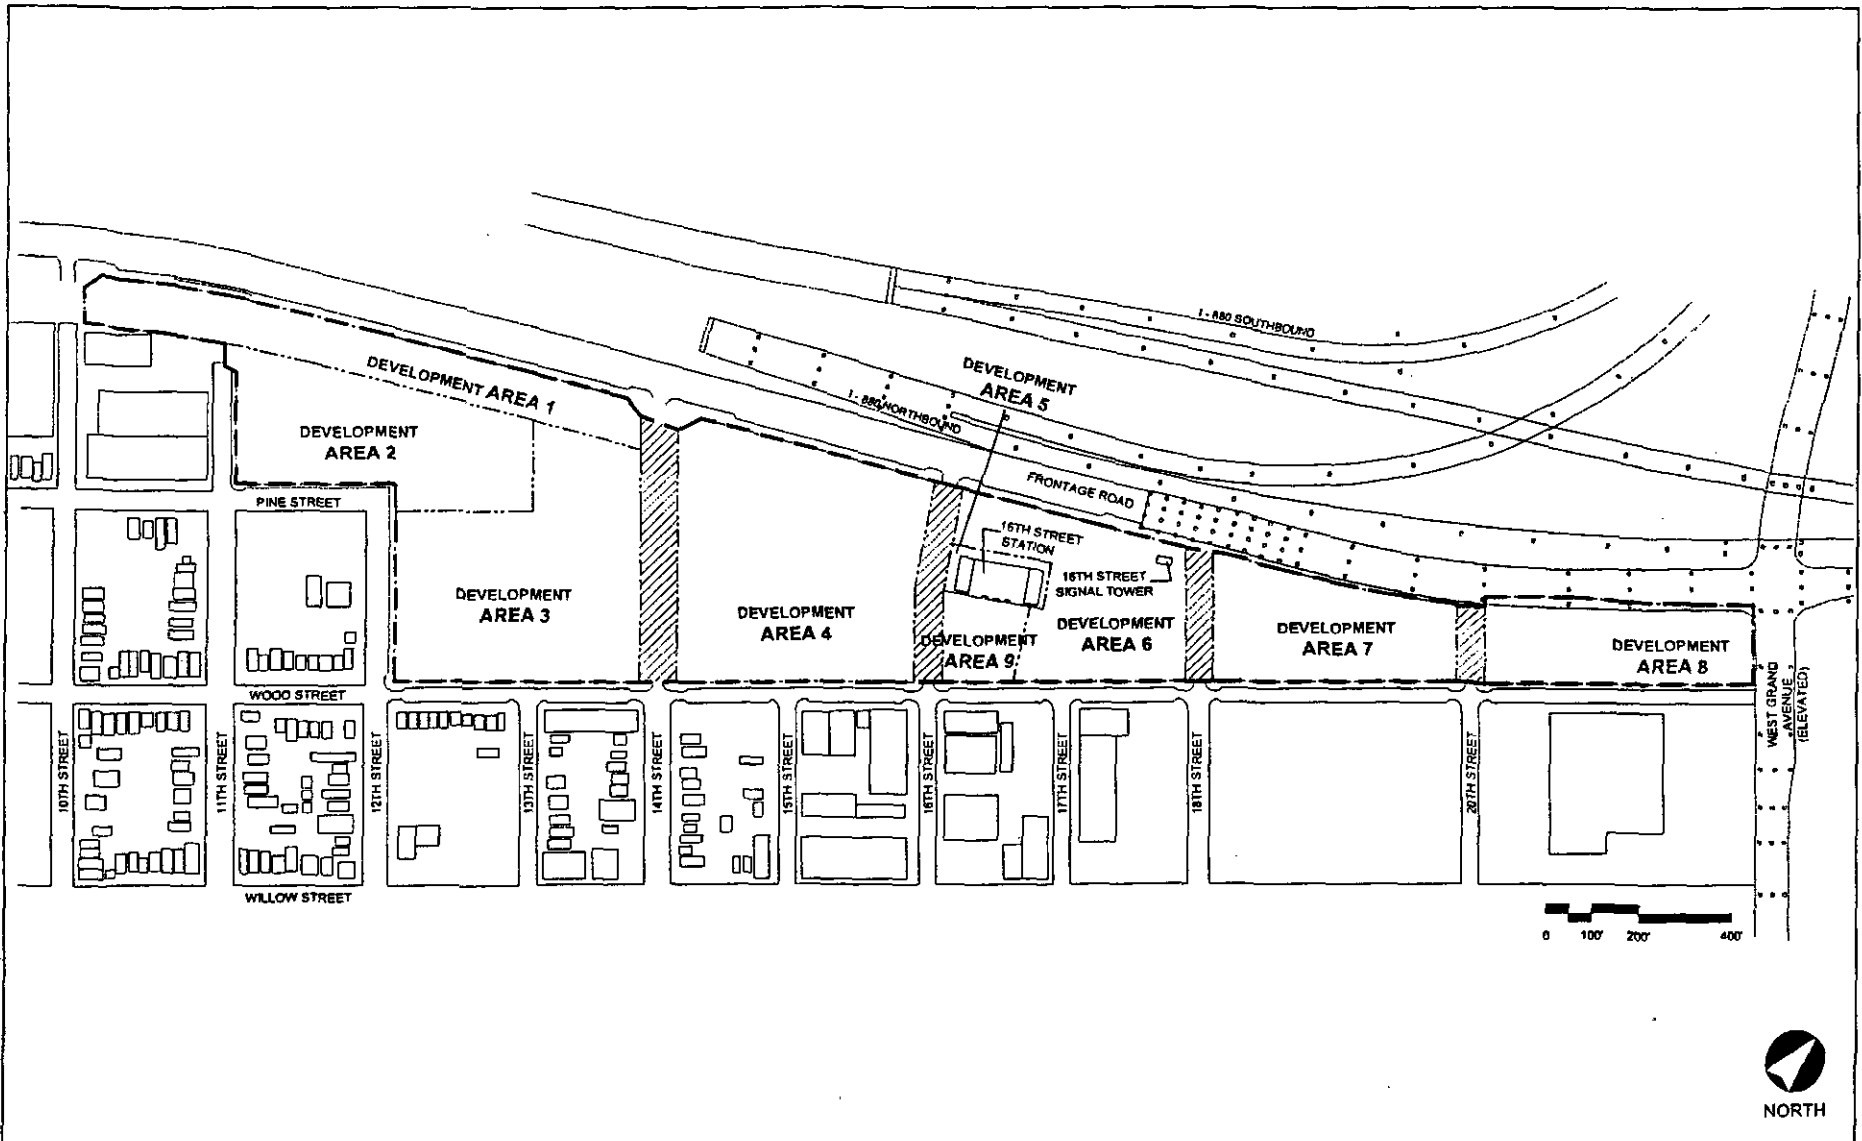 I - 880 SOUTHBOUND
DEVELOPMENT
AREA 5
DEVELOPMENT AREA 1
I - 880 NORTHBOUND
DEVELOPMENT
AREA 2
FRONTAGE ROAD
PINE STREET
16TH STREET
STATION
16TH STREET
SIGNAL TOWER
DEVELOPMENT
AREA 3
DEVELOPMENT
AREA 4
DEVELOPMENT
AREA 9
DEVELOPMENT
AREA 6
DEVELOPMENT
AREA 7
DEVELOPMENT
AREA 8
WOOD STREET
WEST GRAND
AVENUE
(ELEVATED)
10TH STREET
11TH STREET
12TH STREET
13TH STREET
14TH STREET
15TH STREET
16TH STREET
17TH STREET
18TH STREET
20TH STREET
WILLOW STREET
0 100' 200' 400'
NORTH